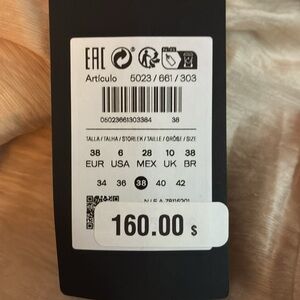 EAC
Artículo 5023 / 661 / 303
05023661303384 38
TALLA / TALHA / STORLEK / TAILLE / GRÖßE / SIZE
38 6 28 10 38
EUR USA MEX UK BR
34 36 38 40 42
160.00 $